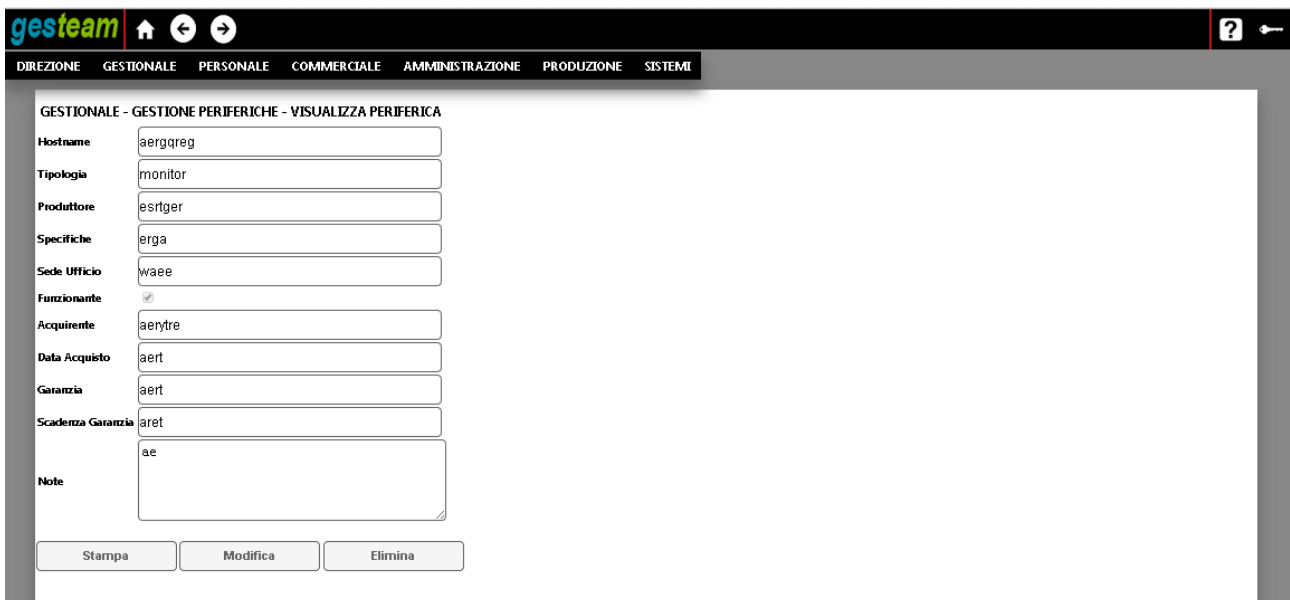 gesteam
?
DIREZIONE GESTIONALE PERSONALE COMMERCIALE AMMINISTRAZIONE PRODUZIONE SISTEMI
GESTIONALE - GESTIONE PERIFERICHE - VISUALIZZA PERIFERICA
Hostname aergqreg
Tipologia monitor
Produttore esrtger
Specifiche erga
Sede Ufficio waee
Funzionante
Acquirente aerytre
Data Acquisto aert
Garanzia aert
Scadenza Garanzia aret
Note ae
Stampa Modifica Elimina